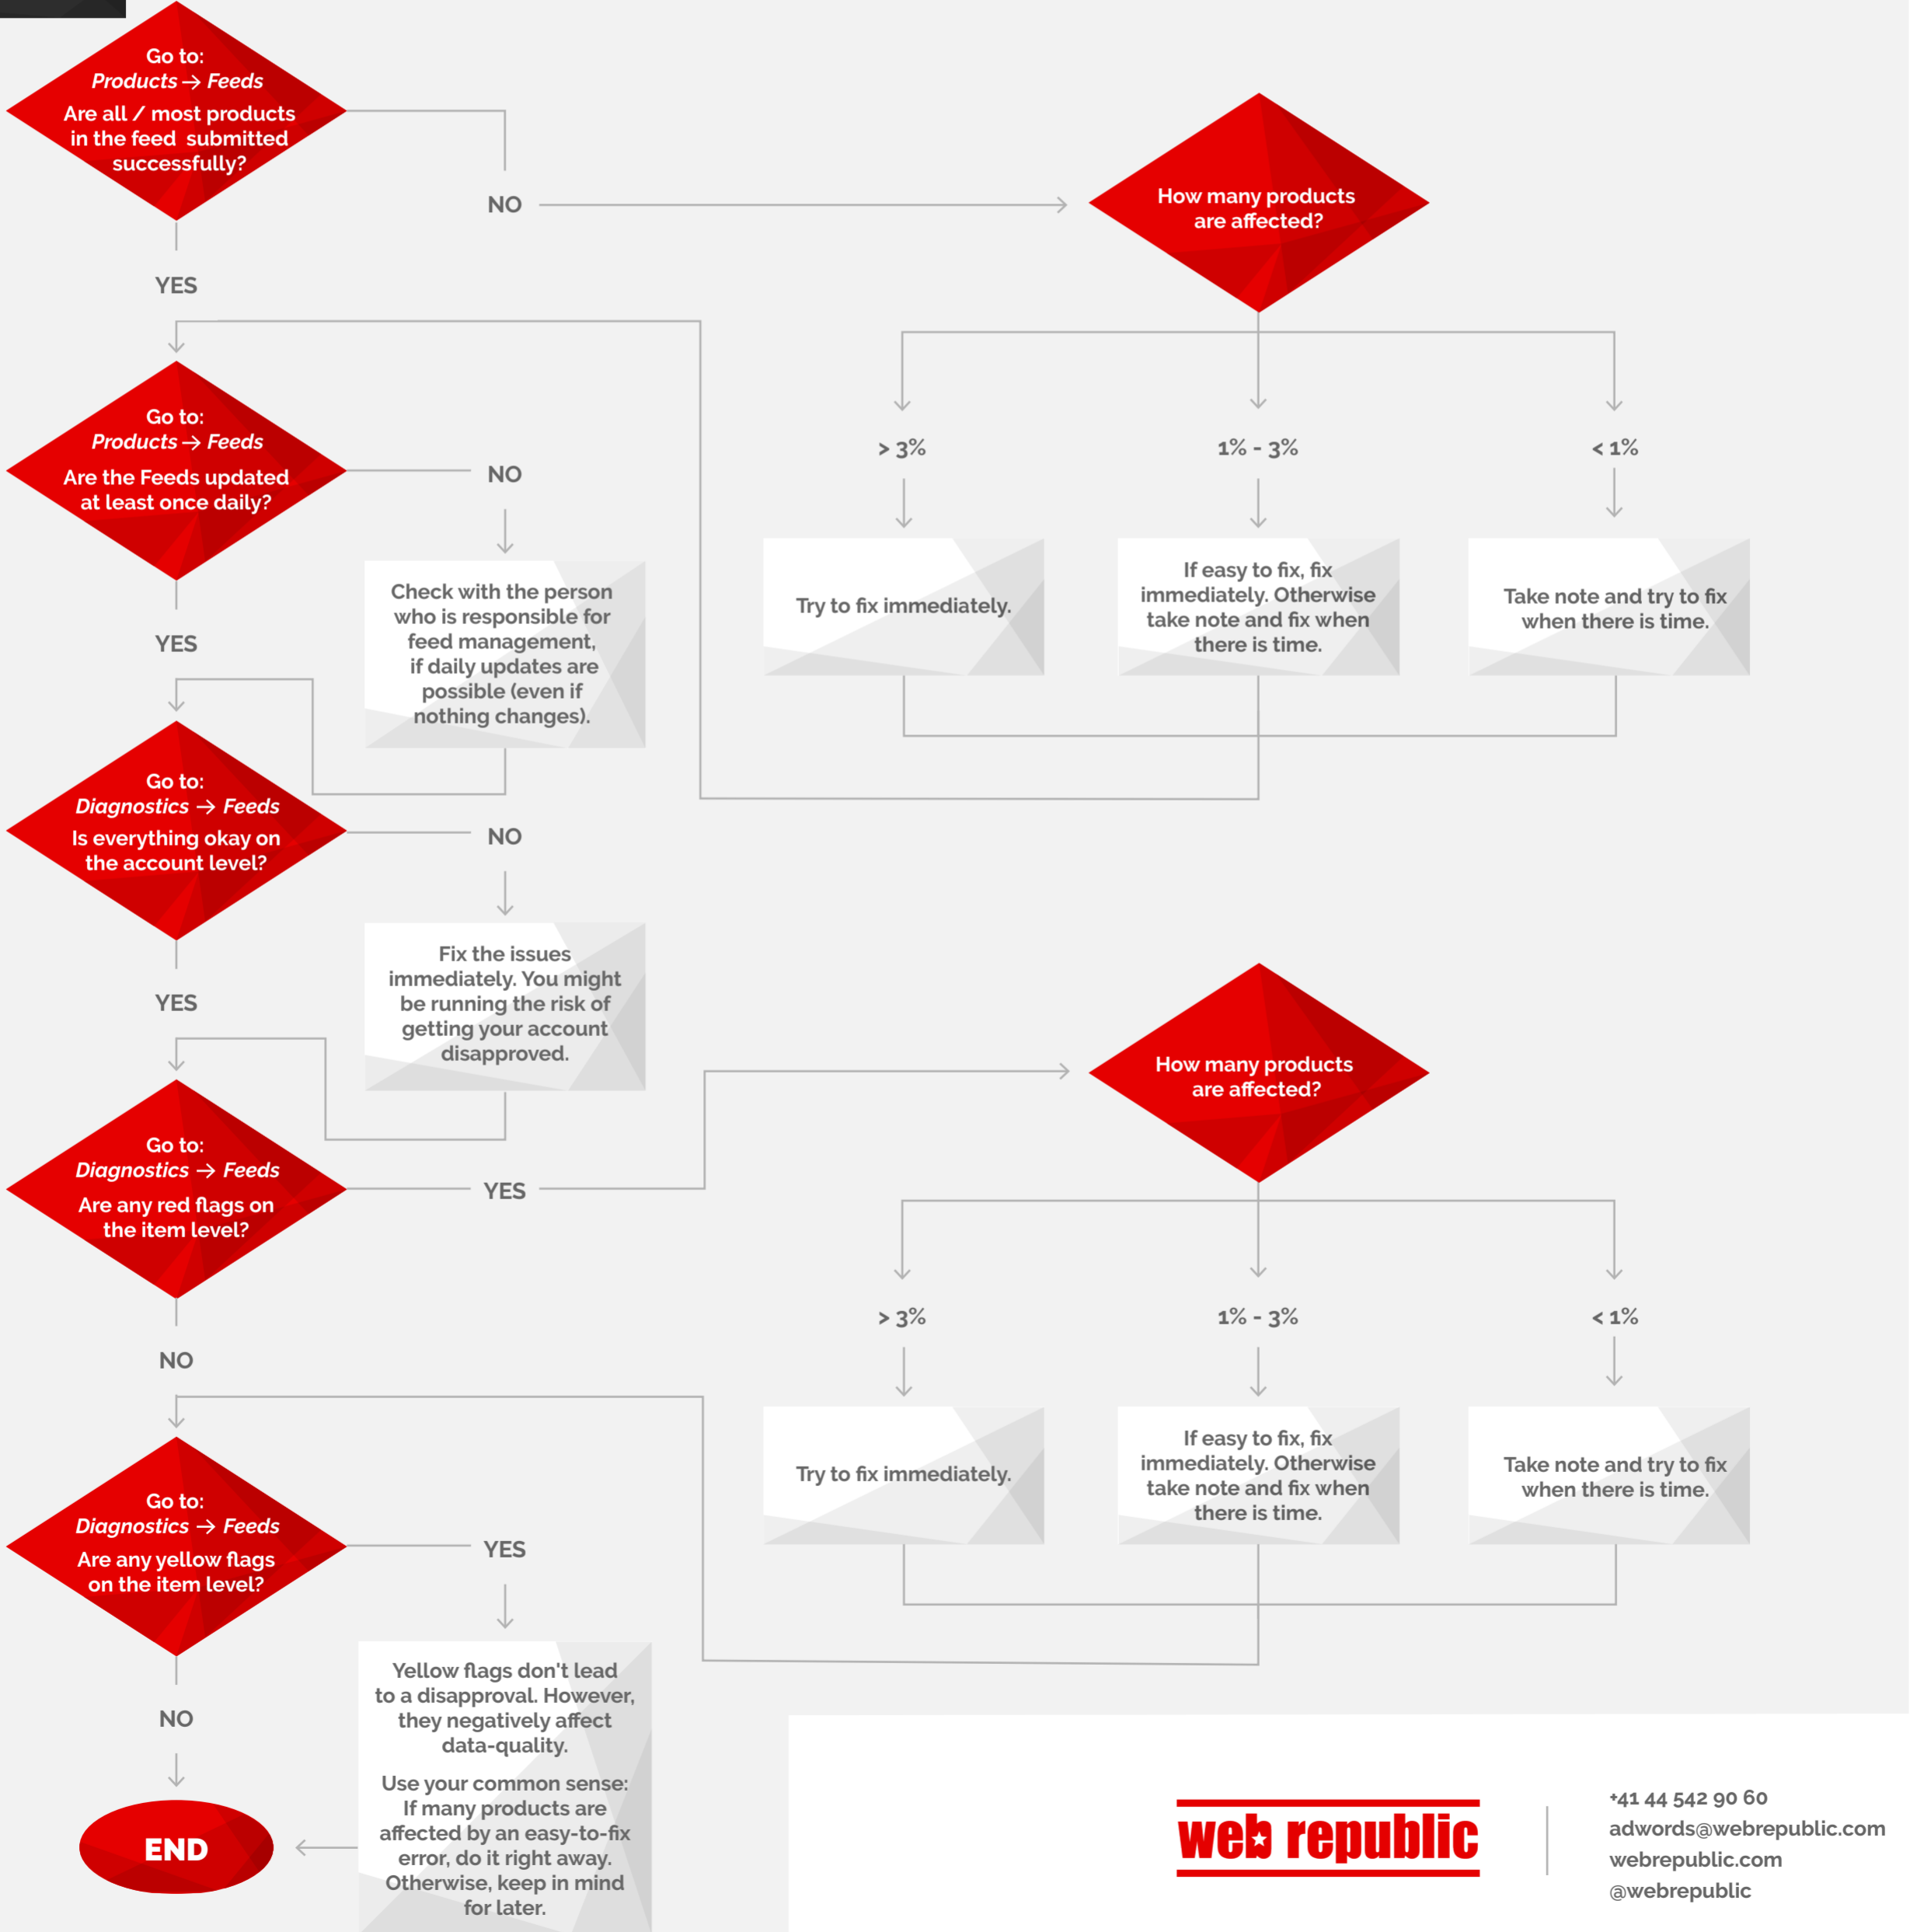 Go to:
Products → Feeds
Are all / most products
in the feed submitted
successfully?
NO
How many products
are affected?
YES
> 3%
1% - 3%
< 1%
Try to fix immediately.
If easy to fix, fix
immediately. Otherwise
take note and fix when
there is time.
Take note and try to fix
when there is time.
Go to:
Products → Feeds
Are the Feeds updated
at least once daily?
NO
Check with the person
who is responsible for
feed management,
if daily updates are
possible (even if
nothing changes).
YES
Go to:
Diagnostics → Feeds
Is everything okay on
the account level?
NO
Fix the issues
immediately. You might
be running the risk of
getting your account
disapproved.
YES
Go to:
Diagnostics → Feeds
Are any red flags on
the item level?
YES
How many products
are affected?
> 3%
1% - 3%
< 1%
Try to fix immediately.
If easy to fix, fix
immediately. Otherwise
take note and fix when
there is time.
Take note and try to fix
when there is time.
NO
Go to:
Diagnostics → Feeds
Are any yellow flags
on the item level?
YES
Yellow flags don't lead
to a disapproval. However,
they negatively affect
data-quality.
Use your common sense:
If many products are
affected by an easy-to-fix
error, do it right away.
Otherwise, keep in mind
for later.
NO
END
web republic
+41 44 542 90 60
adwords@webrepublic.com
webrepublic.com
@webrepublic